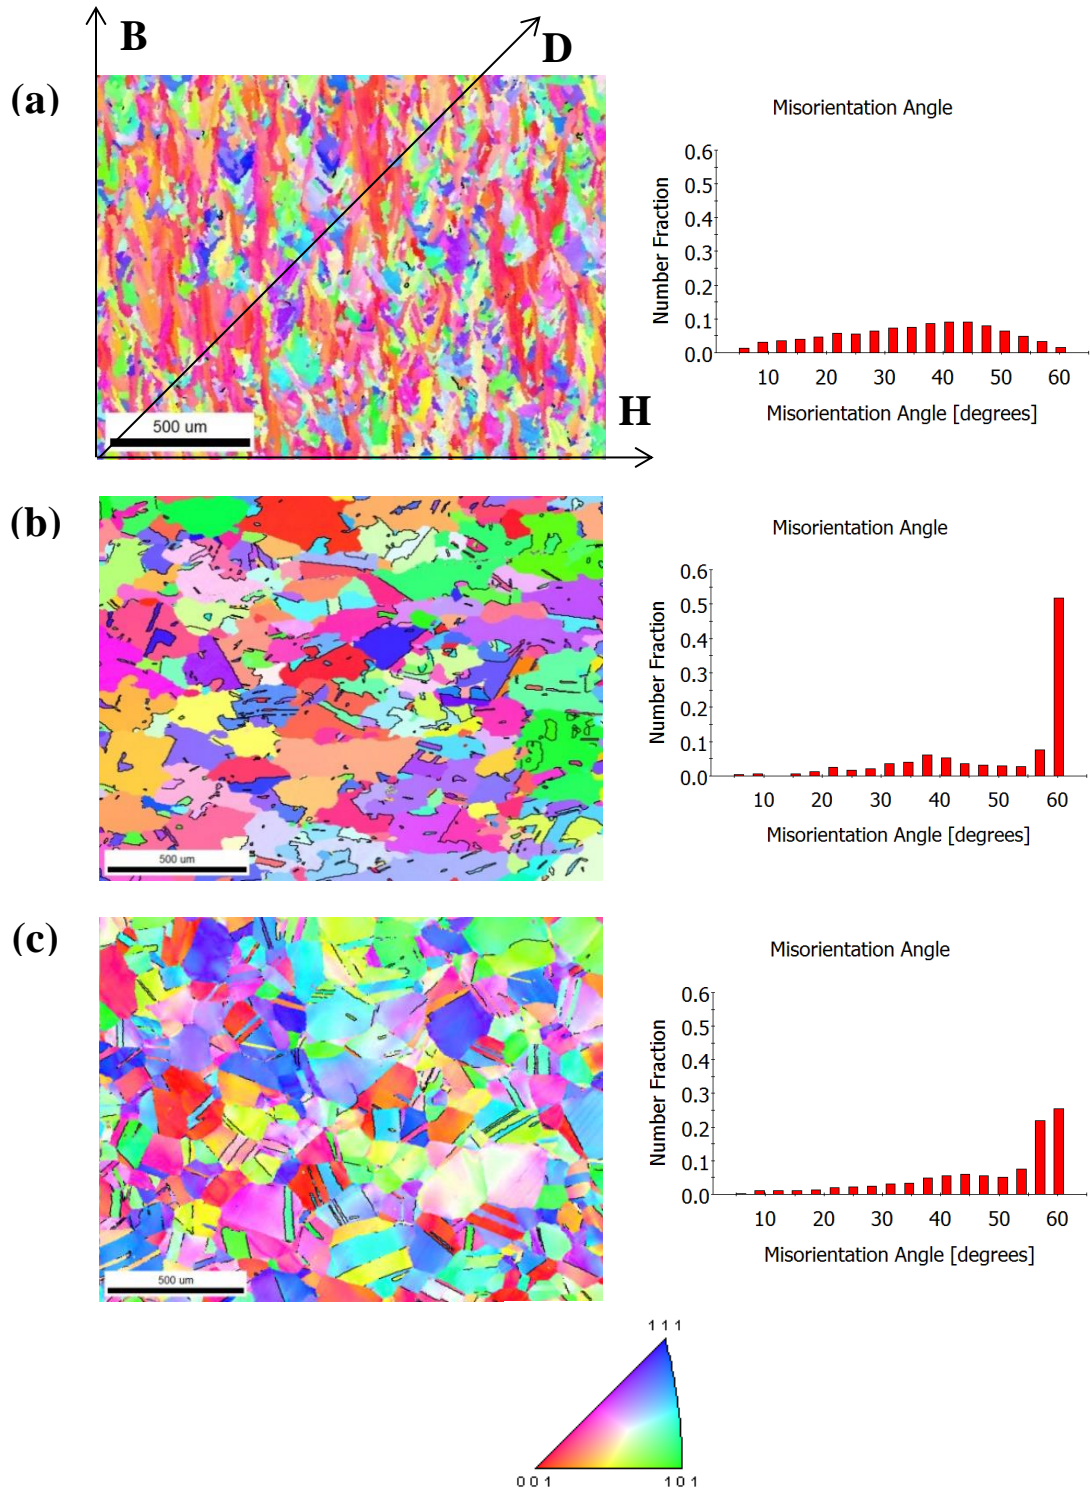 B
D
(a)
H
500 um
Misorientation Angle
Number Fraction
0.6
0.5
0.4
0.3
0.2
0.1
0.0
10 20 30 40 50 60
Misorientation Angle [degrees]
(b)
500 um
Misorientation Angle
Number Fraction
0.6
0.5
0.4
0.3
0.2
0.1
0.0
10 20 30 40 50 60
Misorientation Angle [degrees]
(c)
500 um
Misorientation Angle
Number Fraction
0.6
0.5
0.4
0.3
0.2
0.1
0.0
10 20 30 40 50 60
Misorientation Angle [degrees]
1 1 1
0 0 1 1 0 1